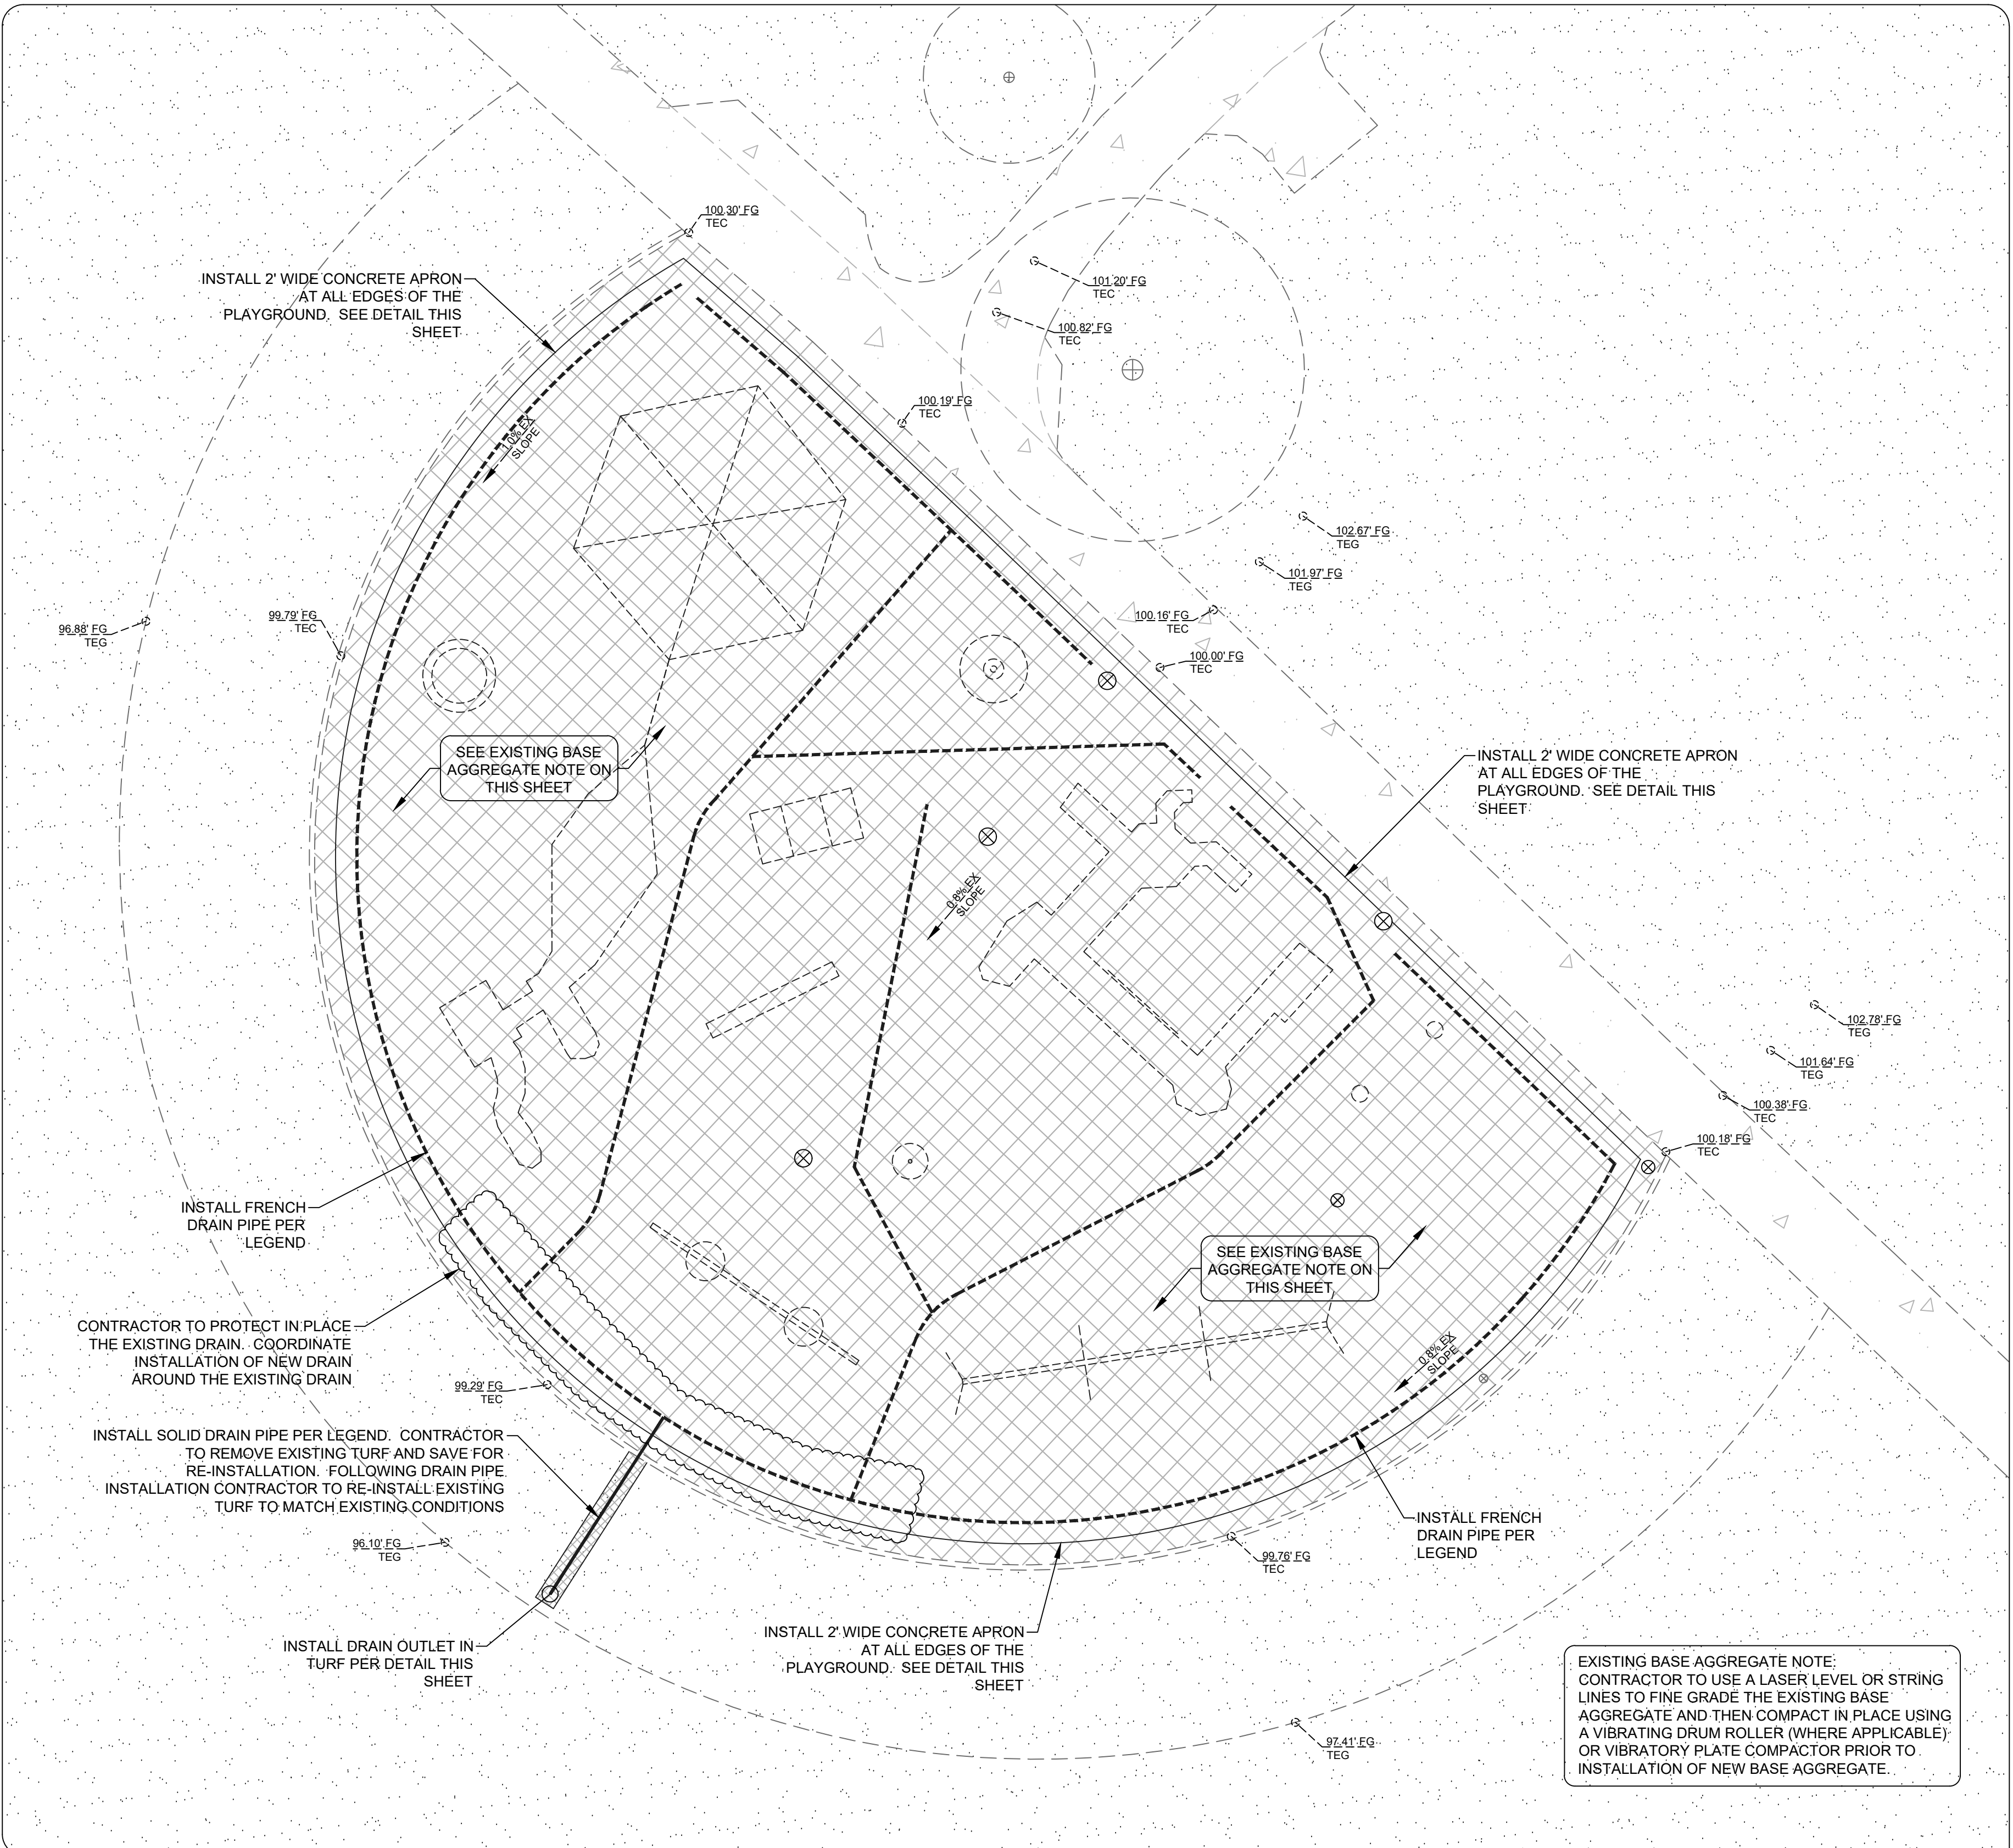 100.30' FG
TEC
INSTALL 2' WIDE CONCRETE APRON
AT ALL EDGES OF THE
PLAYGROUND. SEE DETAIL THIS
SHEET
101.20' FG
TEC
100.82' FG
TEC
100.19' FG
TEC
1.0% EX
SLOPE
102.67' FG
TEG
101.97' FG
TEG
100.16' FG
TEC
100.00' FG
TEC
99.79' FG
TEC
96.88' FG
TEG
SEE EXISTING BASE
AGGREGATE NOTE ON
THIS SHEET
INSTALL 2' WIDE CONCRETE APRON
AT ALL EDGES OF THE
PLAYGROUND. SEE DETAIL THIS
SHEET
0.8% EX
SLOPE
102.78' FG
TEG
101.64' FG
TEG
100.38' FG
TEC
100.18' FG
TEC
INSTALL FRENCH
DRAIN PIPE PER
LEGEND
SEE EXISTING BASE
AGGREGATE NOTE ON
THIS SHEET
CONTRACTOR TO PROTECT IN PLACE
THE EXISTING DRAIN. COORDINATE
INSTALLATION OF NEW DRAIN
AROUND THE EXISTING DRAIN
0.8% EX
SLOPE
99.29' FG
TEC
INSTALL SOLID DRAIN PIPE PER LEGEND. CONTRACTOR
TO REMOVE EXISTING TURF AND SAVE FOR
RE-INSTALLATION. FOLLOWING DRAIN PIPE
INSTALLATION CONTRACTOR TO RE-INSTALL EXISTING
TURF TO MATCH EXISTING CONDITIONS
96.10' FG
TEG
INSTALL FRENCH
DRAIN PIPE PER
LEGEND
99.76' FG
TEC
INSTALL DRAIN OUTLET IN
TURF PER DETAIL THIS
SHEET
INSTALL 2' WIDE CONCRETE APRON
AT ALL EDGES OF THE
PLAYGROUND. SEE DETAIL THIS
SHEET
97.41' FG
TEG
EXISTING BASE AGGREGATE NOTE:
CONTRACTOR TO USE A LASER LEVEL OR STRING
LINES TO FINE GRADE THE EXISTING BASE
AGGREGATE AND THEN COMPACT IN PLACE USING
A VIBRATING DRUM ROLLER (WHERE APPLICABLE)
OR VIBRATORY PLATE COMPACTOR PRIOR TO
INSTALLATION OF NEW BASE AGGREGATE.